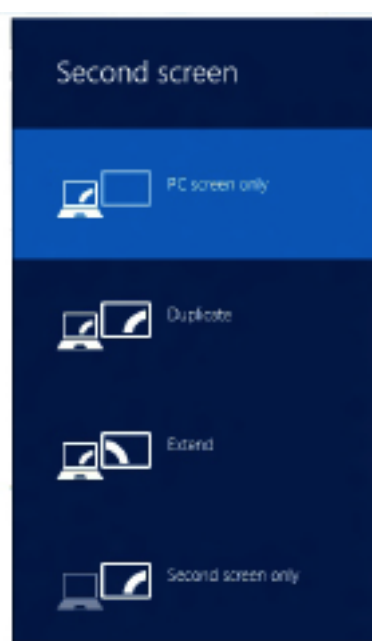 Second screen
PC screen only
Duplicate
Extend
Second screen only